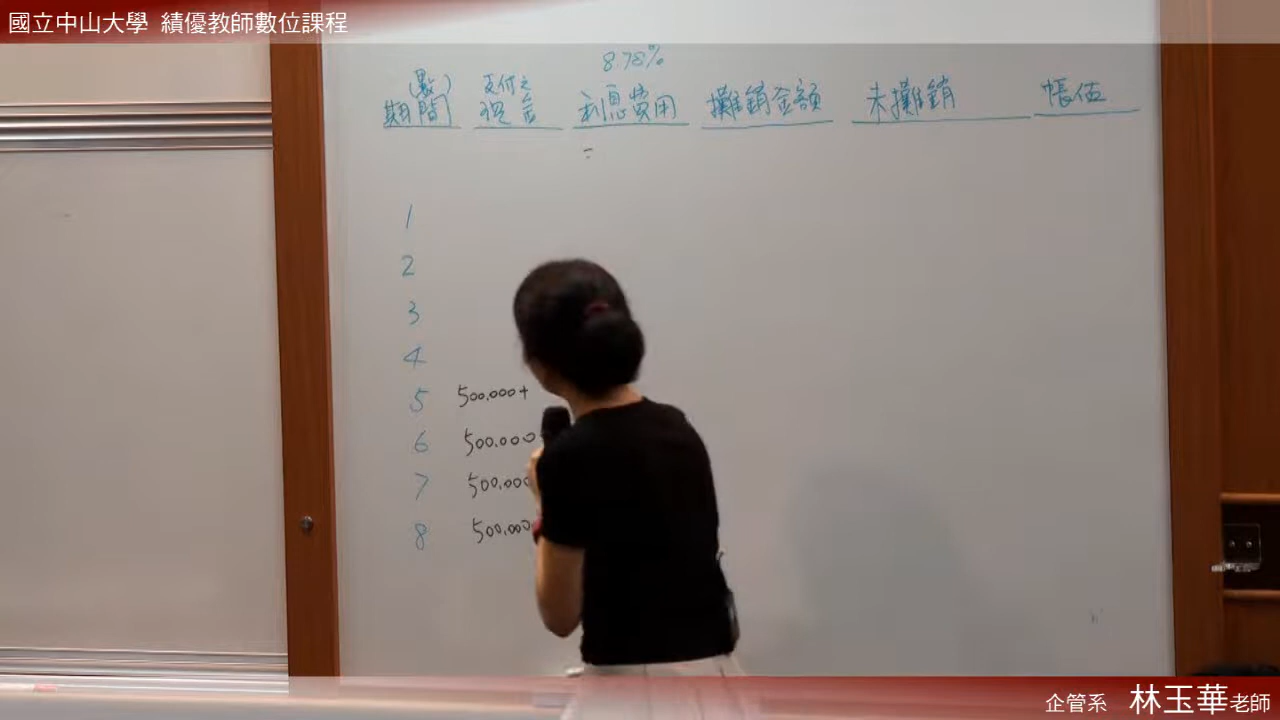 國立中山大學 績優教師數位課程
8.78%
(點) 支付之
期間 現金 利息費用 攤銷金額 未攤銷 帳值
=
1
2
3
4
5 500,000+
6 500,000
7 500,000
8 500,000
企管系 林玉華老師